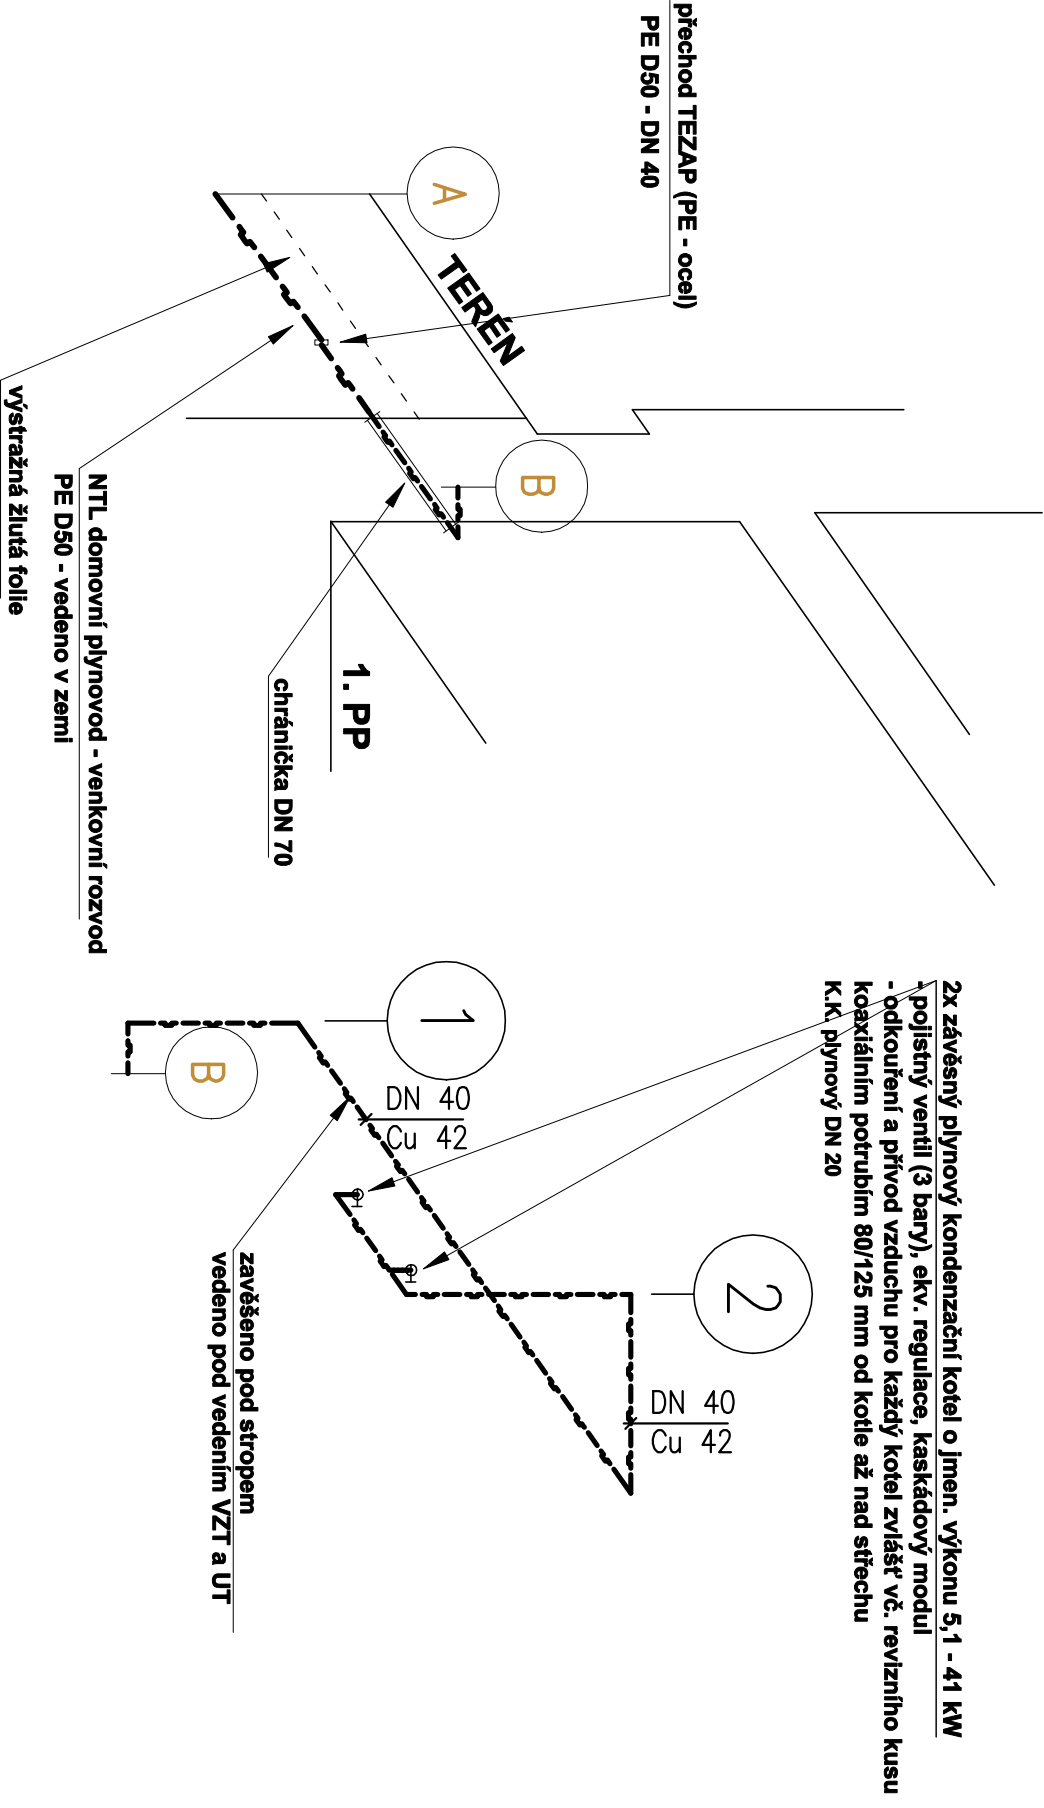 přechod TEZAP (PE - ocel)
PE D50 - DN 40
A
TERÉN
B
1. PP
chránička DN 70
NTL domovní plynovod - venkovní rozvod
PE D50 - vedeno v zemi
výstražná žlutá folie
2x závěsný plynový kondenzační kotel o jmen. výkonu 5,1 - 41 kW
- pojistný ventil (3 bary), ekv. regulace, kaskádový modul
- odkouření a přívod vzduchu pro každý kotel zvlášť vč. revizního kusu
koaxiálním potrubím 80/125 mm od kotle až nad střechu
K.K. plynový DN 20
1
2
DN 40
Cu 42
DN 40
Cu 42
B
zavěšeno pod stropem
vedeno pod vedením VZT a UT